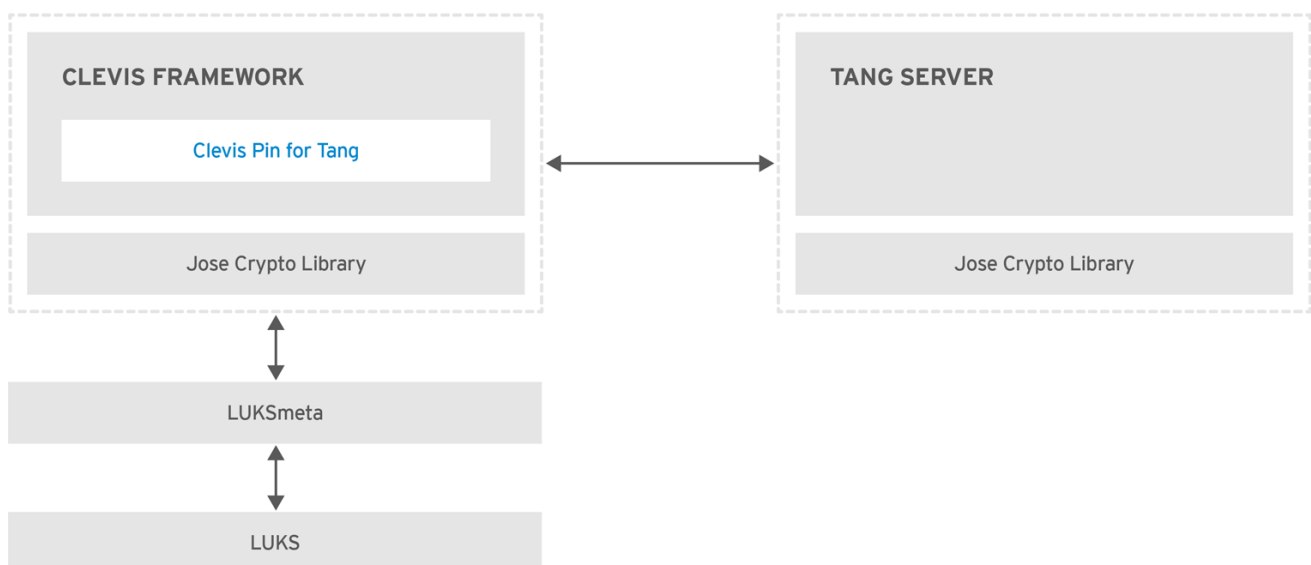 CLEVIS FRAMEWORK
Clevis Pin for Tang
Jose Crypto Library
TANG SERVER
Jose Crypto Library
LUKSmeta
LUKS